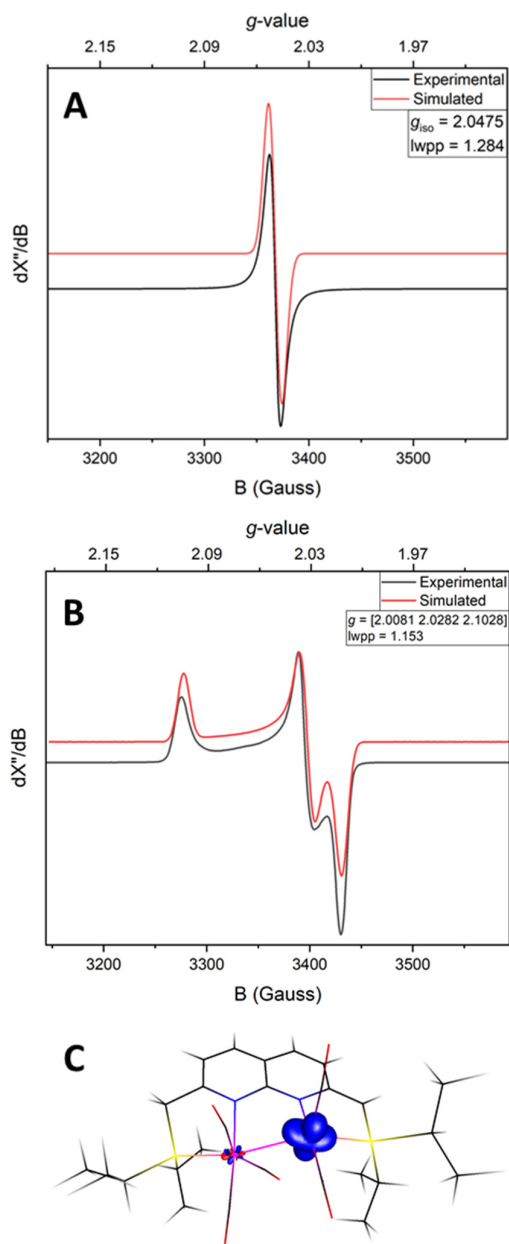 g-value
2.15 2.09 2.03 1.97
A
Experimental
Simulated
giso = 2.0475
lwpp = 1.284
dX"/dB
3200 3300 3400 3500
B (Gauss)
g-value
2.15 2.09 2.03 1.97
B
Experimental
Simulated
g = [2.0081 2.0282 2.1028]
lwpp = 1.153
dX"/dB
3200 3300 3400 3500
B (Gauss)
C